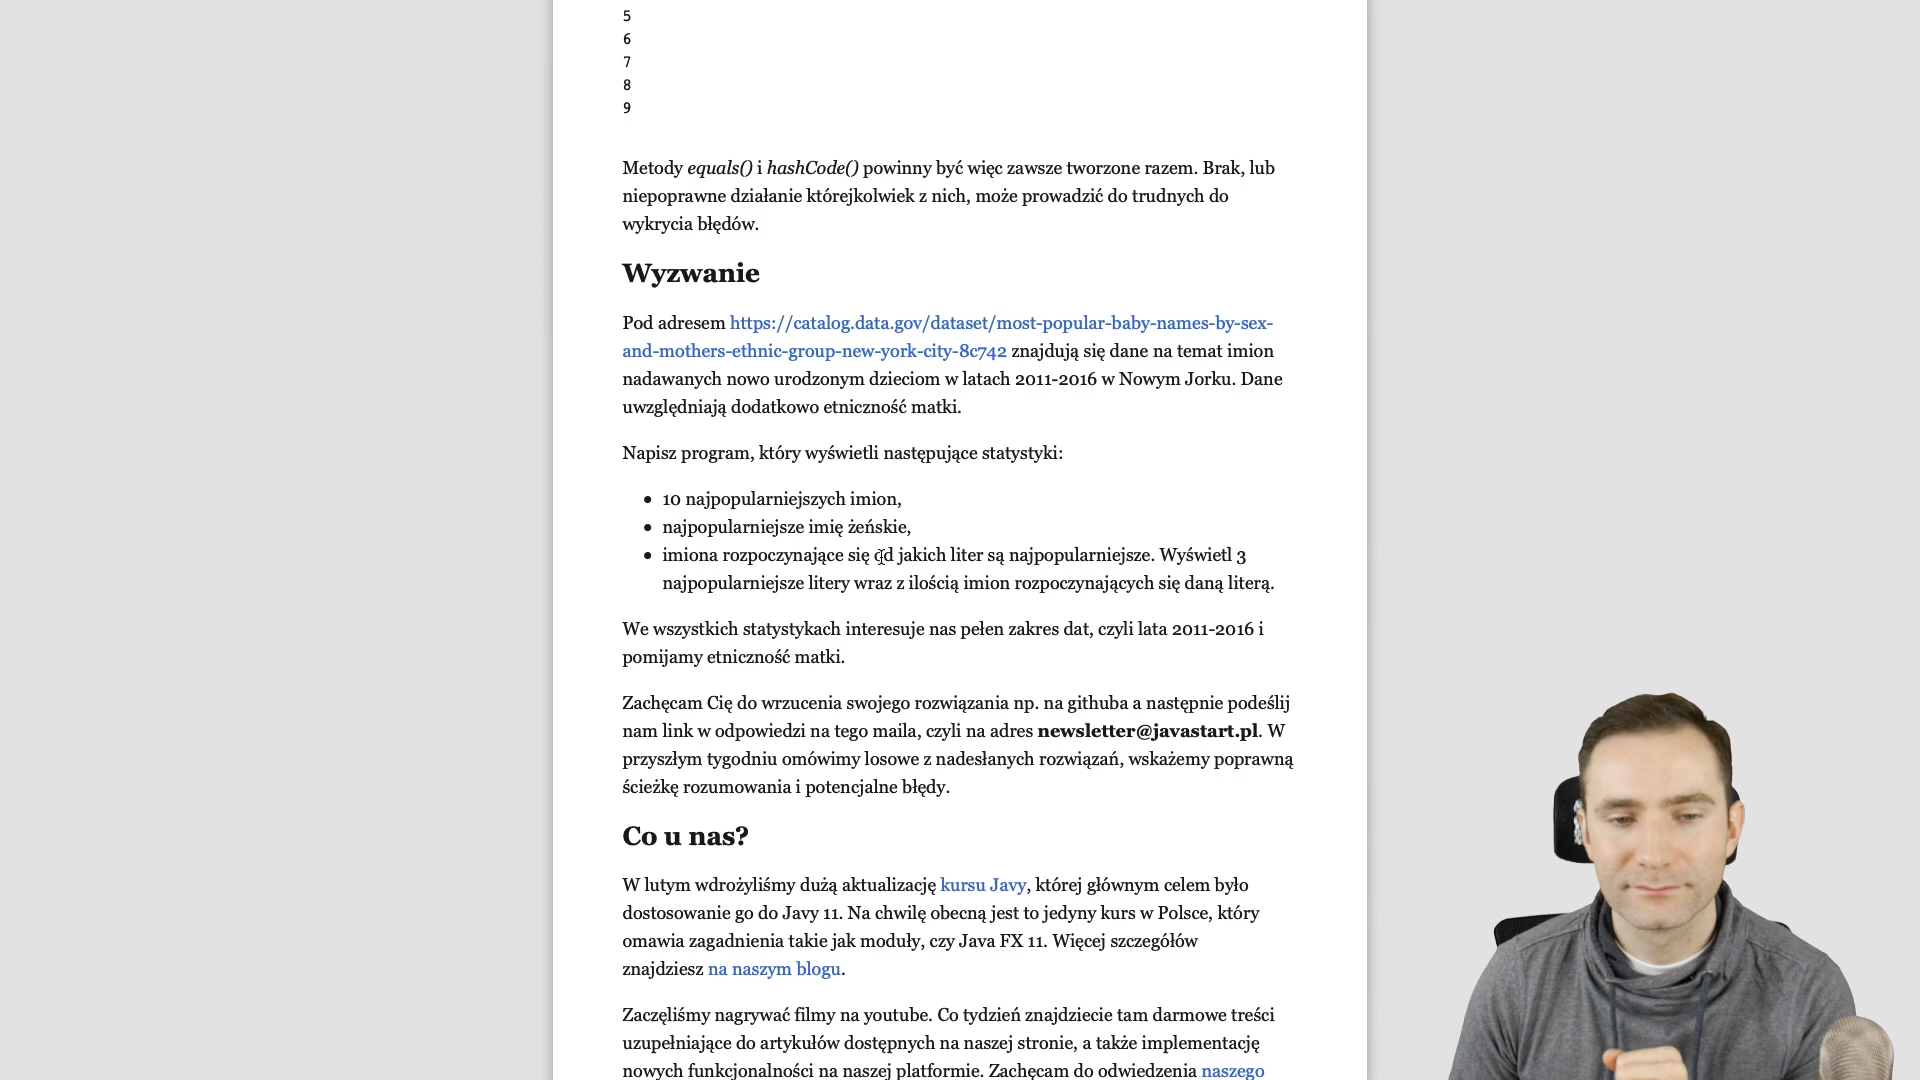 5
6
7
8
9
Metody equals() i hashCode() powinny być więc zawsze tworzone razem. Brak, lub
niepoprawne działanie którejkolwiek z nich, może prowadzić do trudnych do
wykrycia błędów.
Wyzwanie
Pod adresem https://catalog.data.gov/dataset/most-popular-baby-names-by-sex-
and-mothers-ethnic-group-new-york-city-8c742 znajdują się dane na temat imion
nadawanych nowo urodzonym dzieciom w latach 2011-2016 w Nowym Jorku. Dane
uwzględniają dodatkowo etniczność matki.
Napisz program, który wyświetli następujące statystyki:
• 10 najpopularniejszych imion,
• najpopularniejsze imię żeńskie,
• imiona rozpoczynające się od jakich liter są najpopularniejsze. Wyświetl 3
najpopularniejsze litery wraz z ilością imion rozpoczynających się daną literą.
We wszystkich statystykach interesuje nas pełen zakres dat, czyli lata 2011-2016 i
pomijamy etniczność matki.
Zachęcam Cię do wrzucenia swojego rozwiązania np. na githuba a następnie podeślij
nam link w odpowiedzi na tego maila, czyli na adres newsletter@javastart.pl. W
przyszłym tygodniu omówimy losowe z nadesłanych rozwiązań, wskażemy poprawną
ścieżkę rozumowania i potencjalne błędy.
Co u nas?
W lutym wdrożyliśmy dużą aktualizację kursu Javy, której głównym celem było
dostosowanie go do Javy 11. Na chwilę obecną jest to jedyny kurs w Polsce, który
omawia zagadnienia takie jak moduły, czy Java FX 11. Więcej szczegółów
znajdziesz na naszym blogu.
Zaczęliśmy nagrywać filmy na youtube. Co tydzień znajdziecie tam darmowe treści
uzupełniające do artykułów dostępnych na naszej stronie, a także implementację
nowych funkcjonalności na naszej platformie. Zachęcam do odwiedzenia naszego